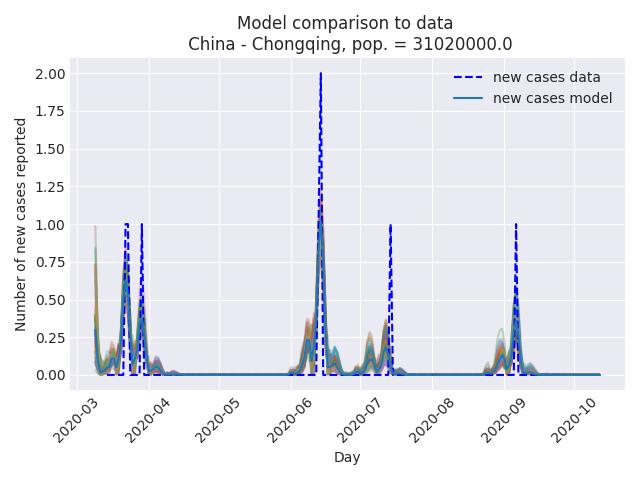 Model comparison to data
China - Chongqing, pop. = 31020000.0
new cases data
new cases model
Number of new cases reported
2.00
1.75
1.50
1.25
1.00
0.75
0.50
0.25
0.00
2020-03
2020-04
2020-05
2020-06
2020-07
2020-08
2020-09
2020-10
Day